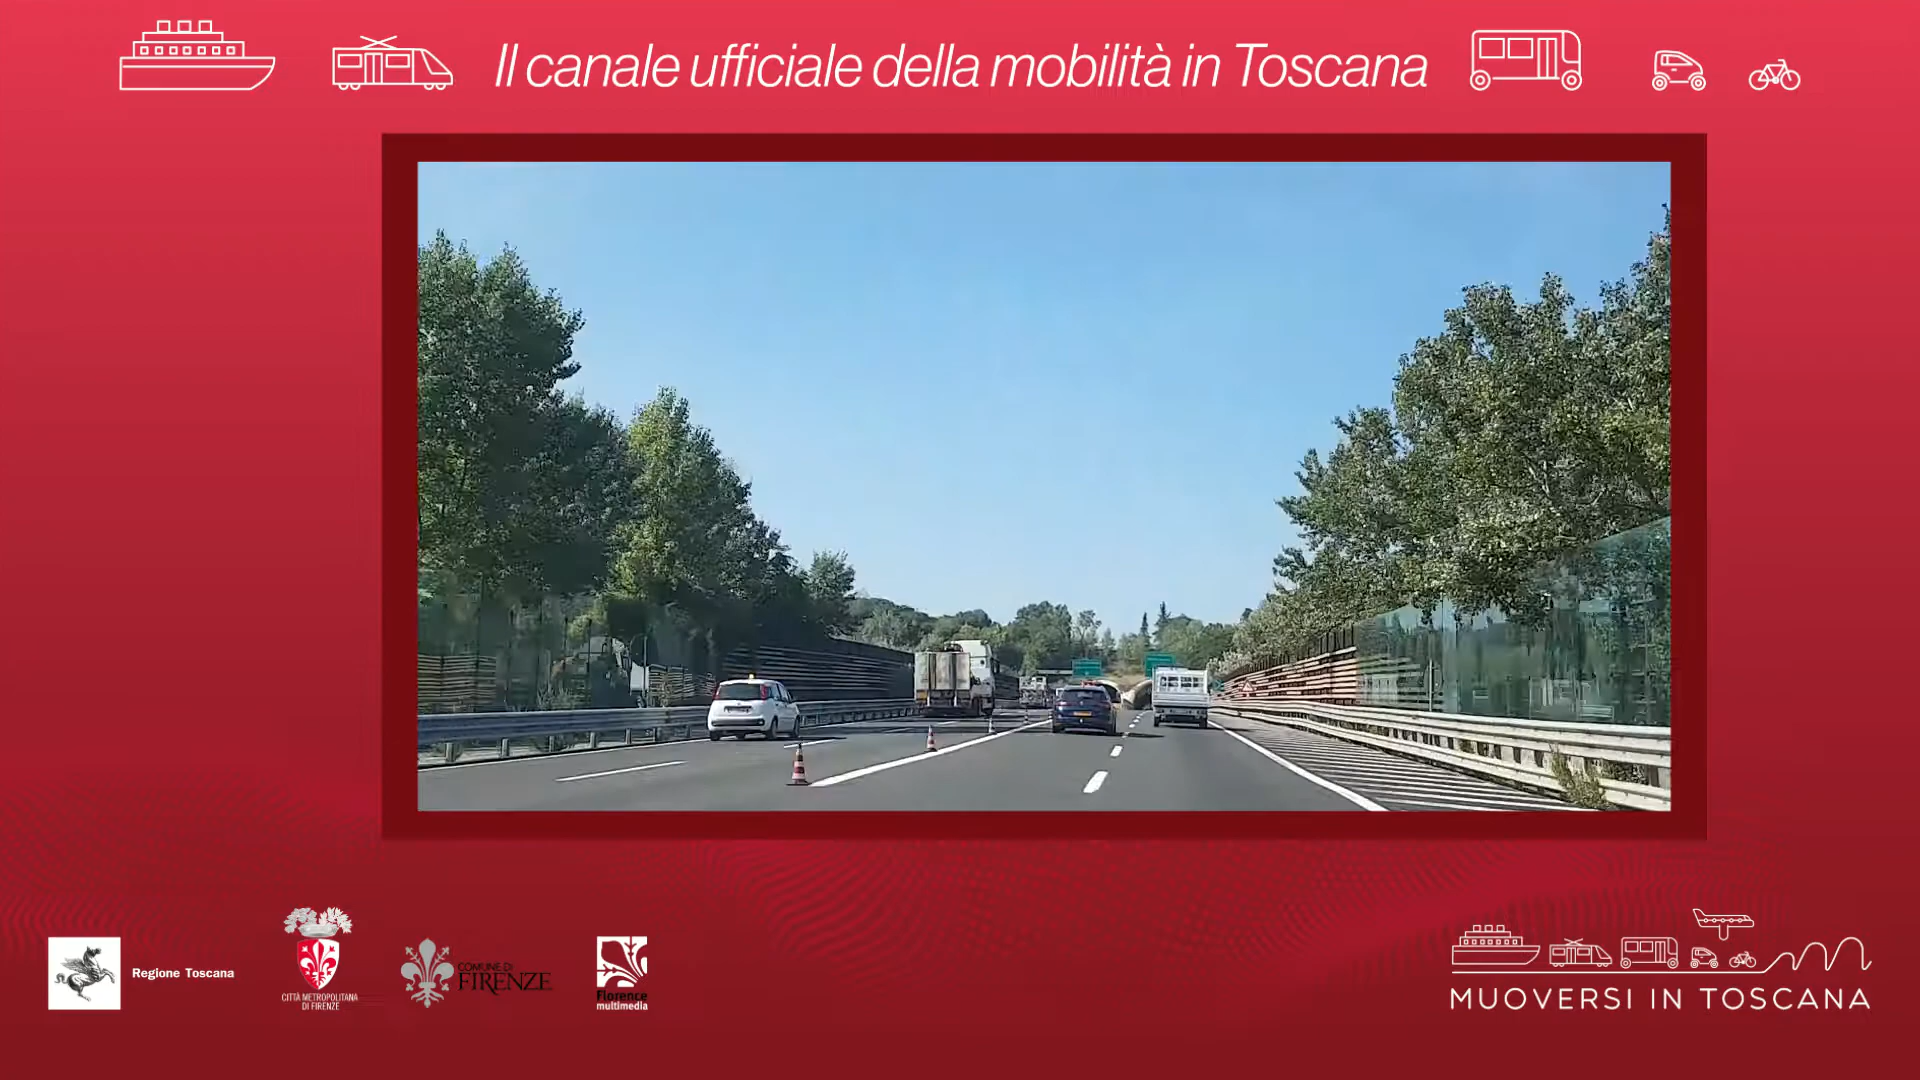 Il canale ufficiale della mobilità in Toscana
Regione Toscana
CITTÀ METROPOLITANA
DI FIRENZE
COMUNE DI
FIRENZE
Florence
multimedia
MUOVERSI IN TOSCANA